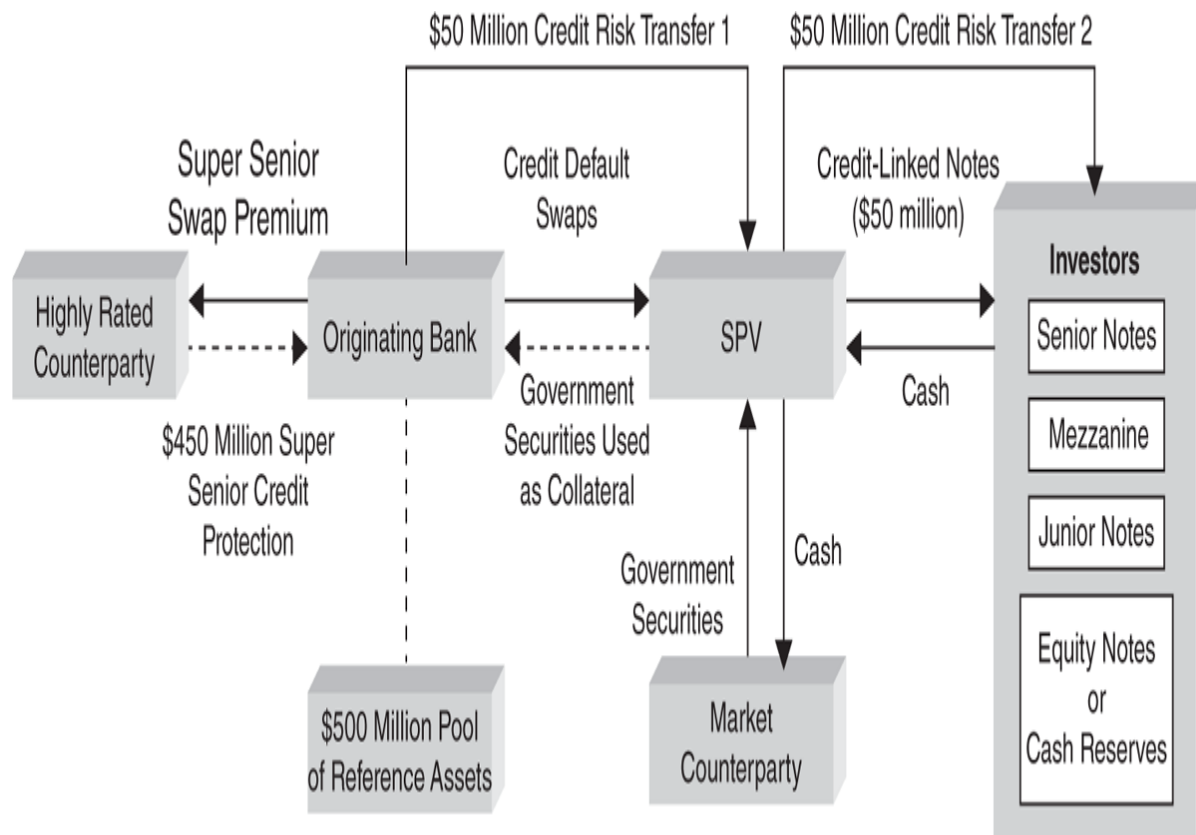 $50 Million Credit Risk Transfer 1
$50 Million Credit Risk Transfer 2
Super Senior
Swap Premium
Credit Default
Swaps
Credit-Linked Notes
($50 million)
Highly Rated
Counterparty
Originating Bank
SPV
Investors
Senior Notes
Mezzanine
Junior Notes
Equity Notes
or
Cash Reserves
$450 Million Super
Senior Credit
Protection
Government
Securities Used
as Collateral
Cash
Government
Securities
Cash
$500 Million Pool
of Reference Assets
Market
Counterparty